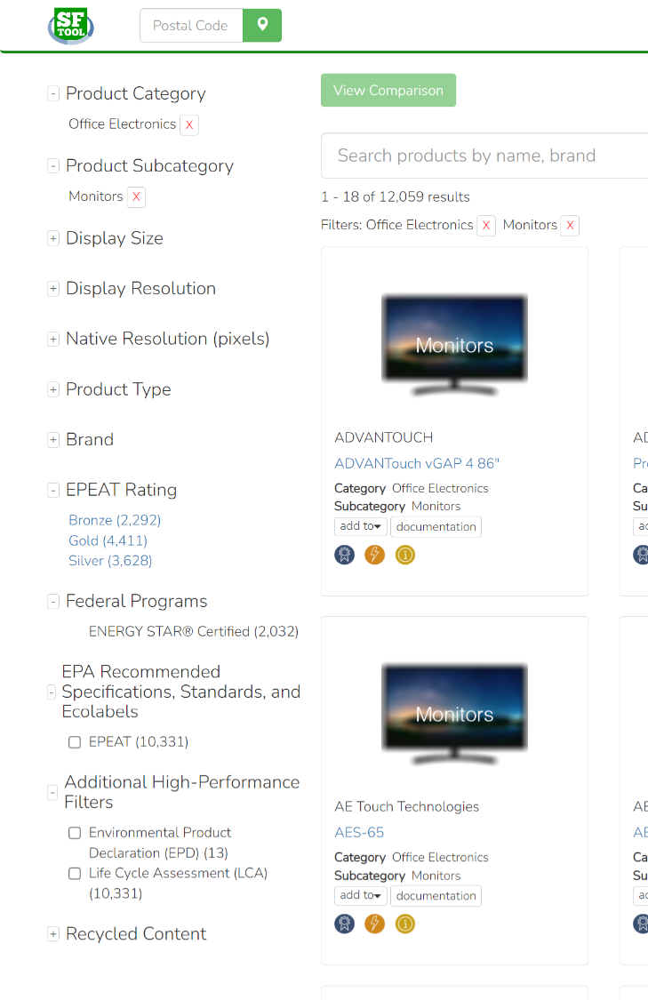 SF
TOOL
Postal Code
- Product Category
Office Electronics X
- Product Subcategory
Monitors X
+ Display Size
+ Display Resolution
+ Native Resolution (pixels)
+ Product Type
+ Brand
- EPEAT Rating
Bronze (2,292)
Gold (4,411)
Silver (3,628)
- Federal Programs
ENERGY STAR® Certified (2,032)
EPA Recommended
- Specifications, Standards, and
Ecolabels
EPEAT (10,331)
Additional High-Performance
- Filters
Environmental Product
Declaration (EPD) (13)
Life Cycle Assessment (LCA)
(10,331)
+ Recycled Content
View Comparison
Search products by name, brand
1 - 18 of 12,059 results
Filters: Office Electronics X Monitors X
Monitors
ADVANTOUCH
ADVANTouch vGAP 4 86"
Category Office Electronics
Subcategory Monitors
add to documentation
Monitors
AE Touch Technologies
AES-65
Category Office Electronics
Subcategory Monitors
add to documentation